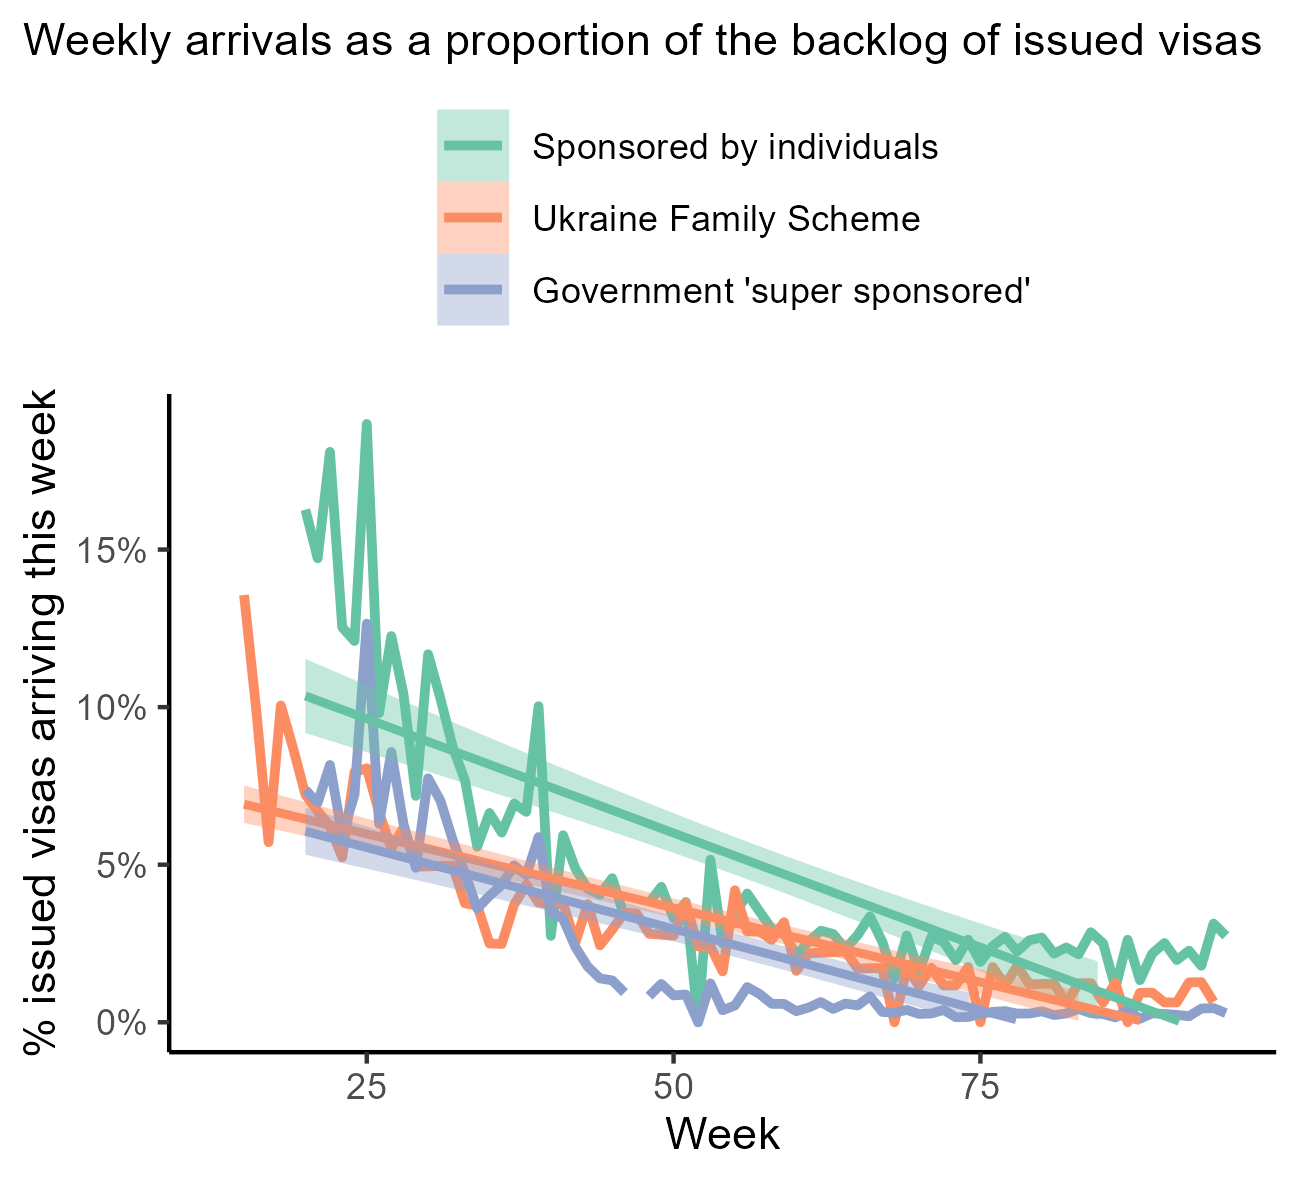 Weekly arrivals as a proportion of the backlog of issued visas
Sponsored by individuals
Ukraine Family Scheme
Government 'super sponsored'
% issued visas arriving this week
15%
10%
5%
0%
25 50 75
Week